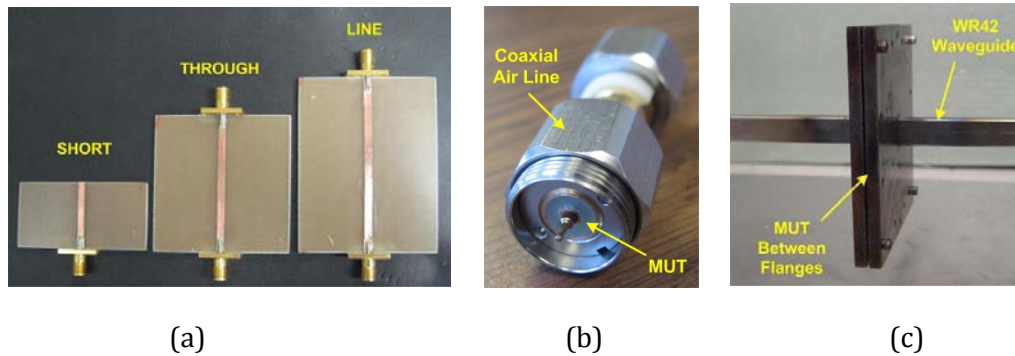 SHORT
THROUGH
LINE
Coaxial
Air Line
MUT
WR42
Waveguide
MUT
Between
Flanges
(a)
(b)
(c)